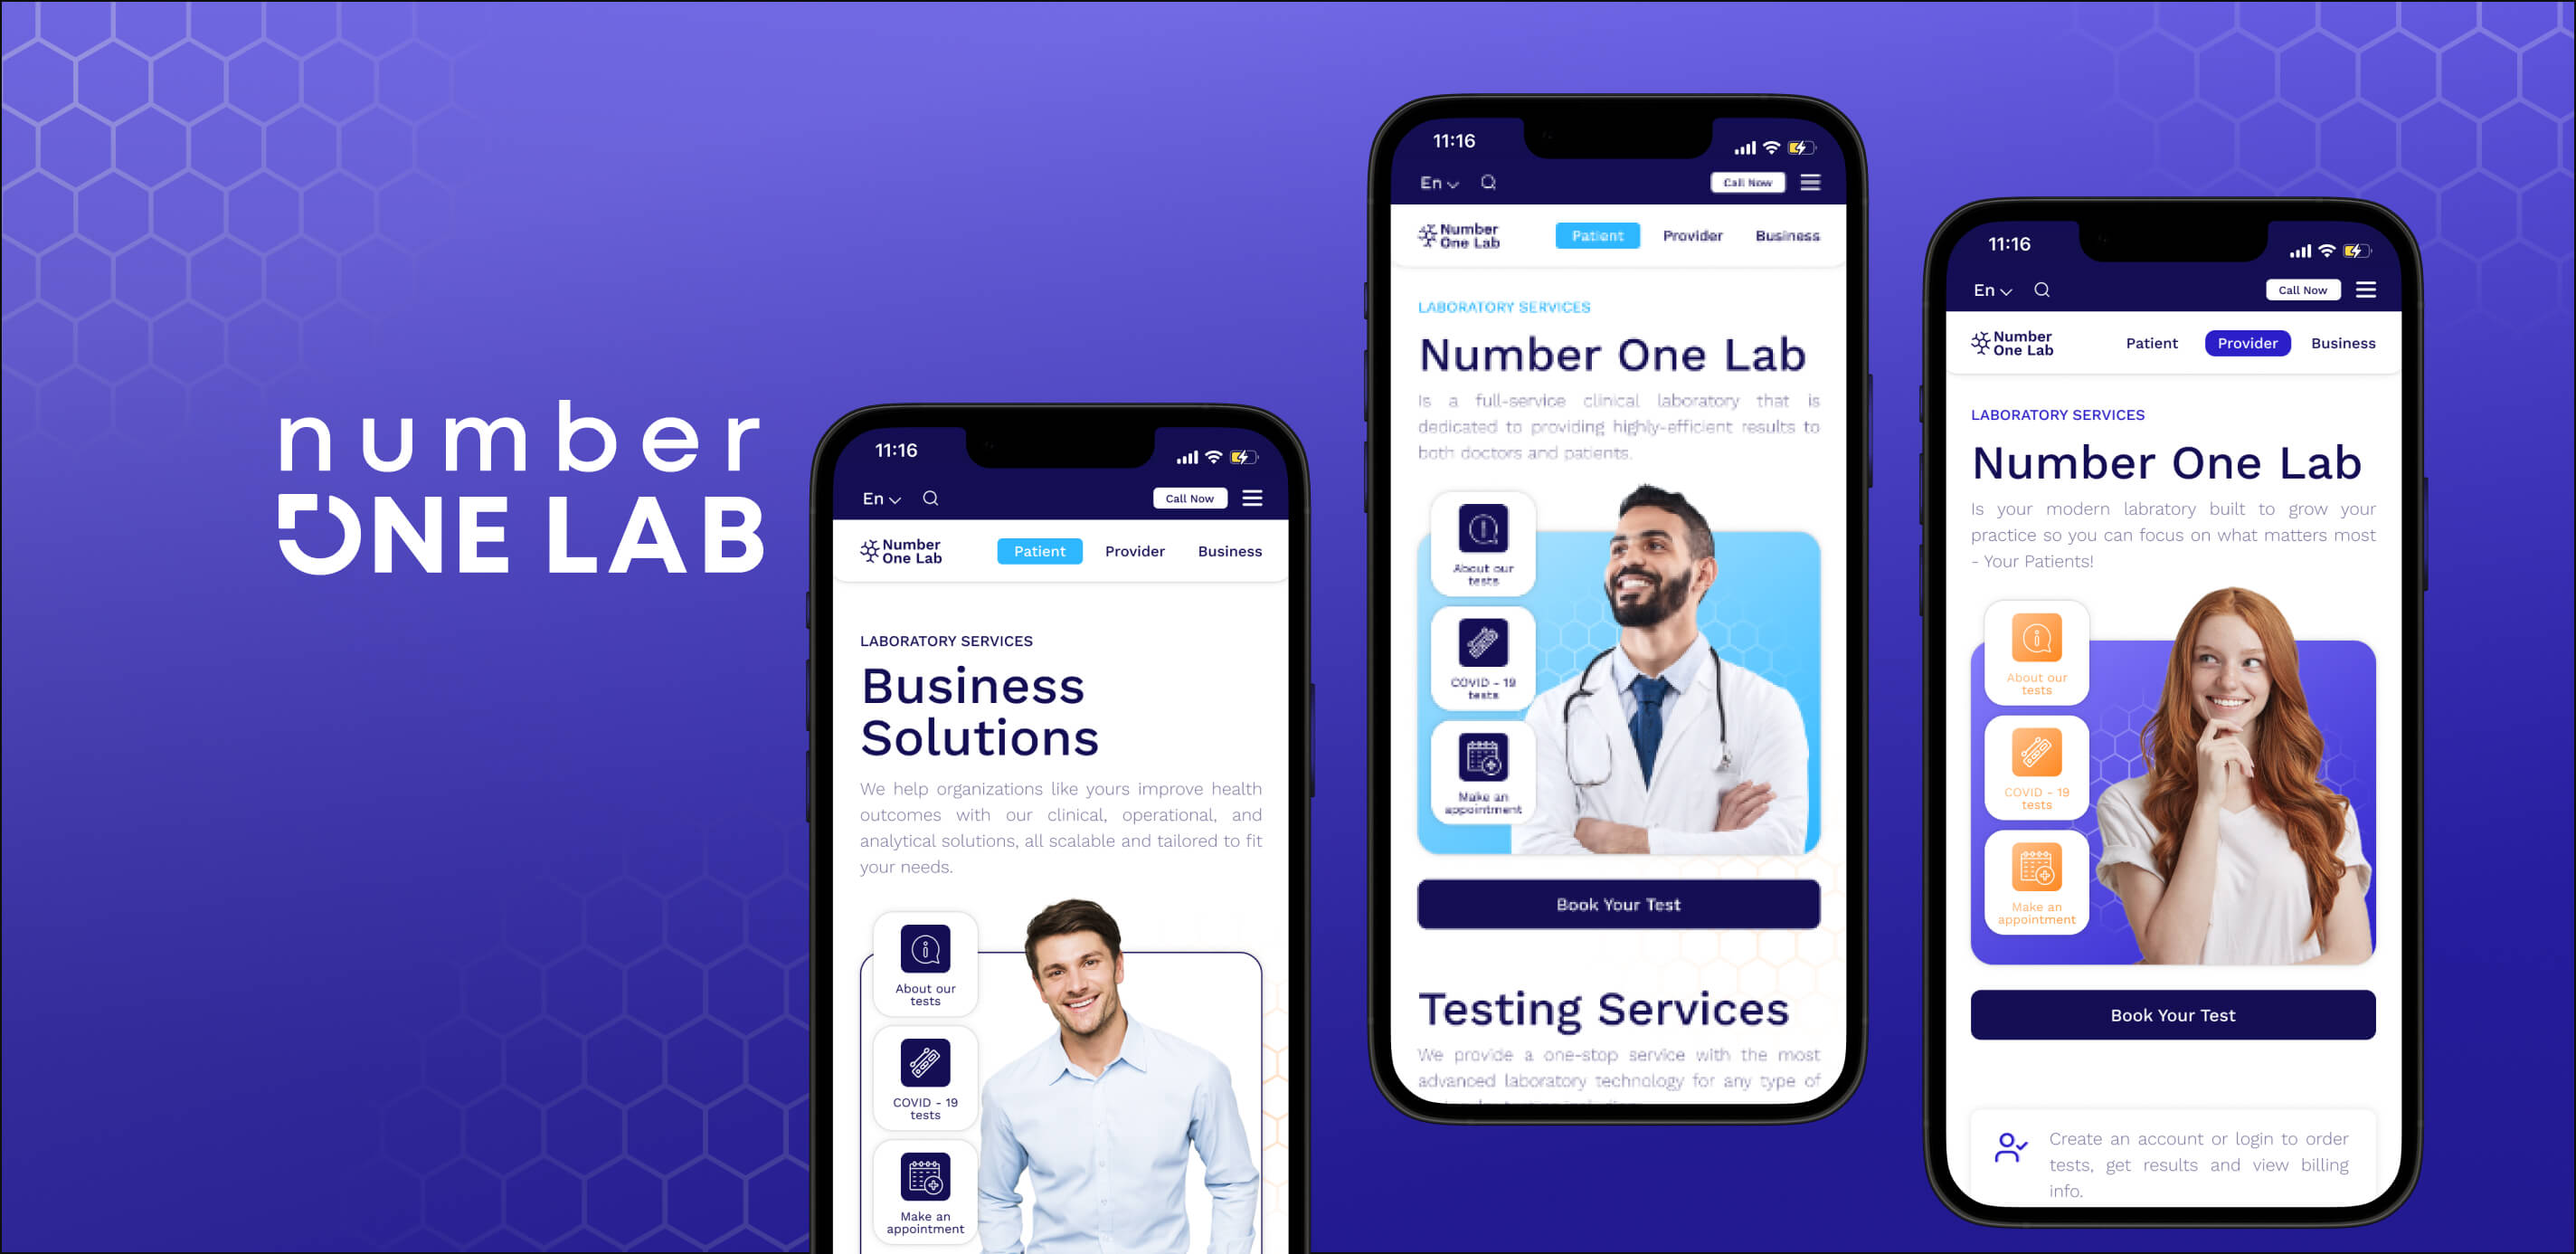 number
ONE LAB
11:16
En
Call Now
Number
One Lab
Patient
Provider
Business
LABORATORY SERVICES
Business
Solutions
We help organizations like yours improve health
outcomes with our clinical, operational, and
analytical solutions, all scalable and tailored to fit
your needs.
About our
tests
COVID - 19
tests
Make an
appointment
11:16
En
Call Now
Number
One Lab
Patient
Provider
Business
LABORATORY SERVICES
Number One Lab
Is a full-service clinical laboratory that is
dedicated to providing highly-efficient results to
both doctors and patients.
About our
tests
COVID - 19
tests
Make an
appointment
Book Your Test
Testing Services
We provide a one-stop service with the most
advanced laboratory technology for any type of
11:16
En
Call Now
Number
One Lab
Patient
Provider
Business
LABORATORY SERVICES
Number One Lab
Is your modern labratory built to grow your
practice so you can focus on what matters most
- Your Patients!
About our
tests
COVID - 19
tests
Make an
appointment
Book Your Test
Create an account or login to order
tests, get results and view billing
info.